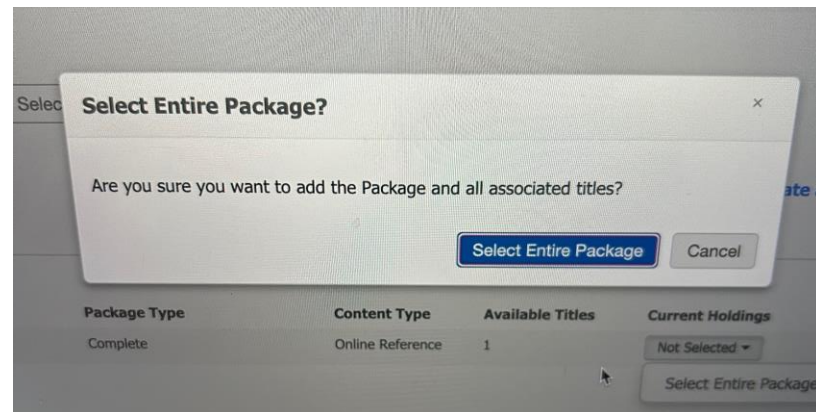 Selec
Select Entire Package?
×
Are you sure you want to add the Package and all associated titles?
ate
Select Entire Package Cancel
Package Type Content Type Available Titles Current Holdings
Complete Online Reference 1 Not Selected
Select Entire Package